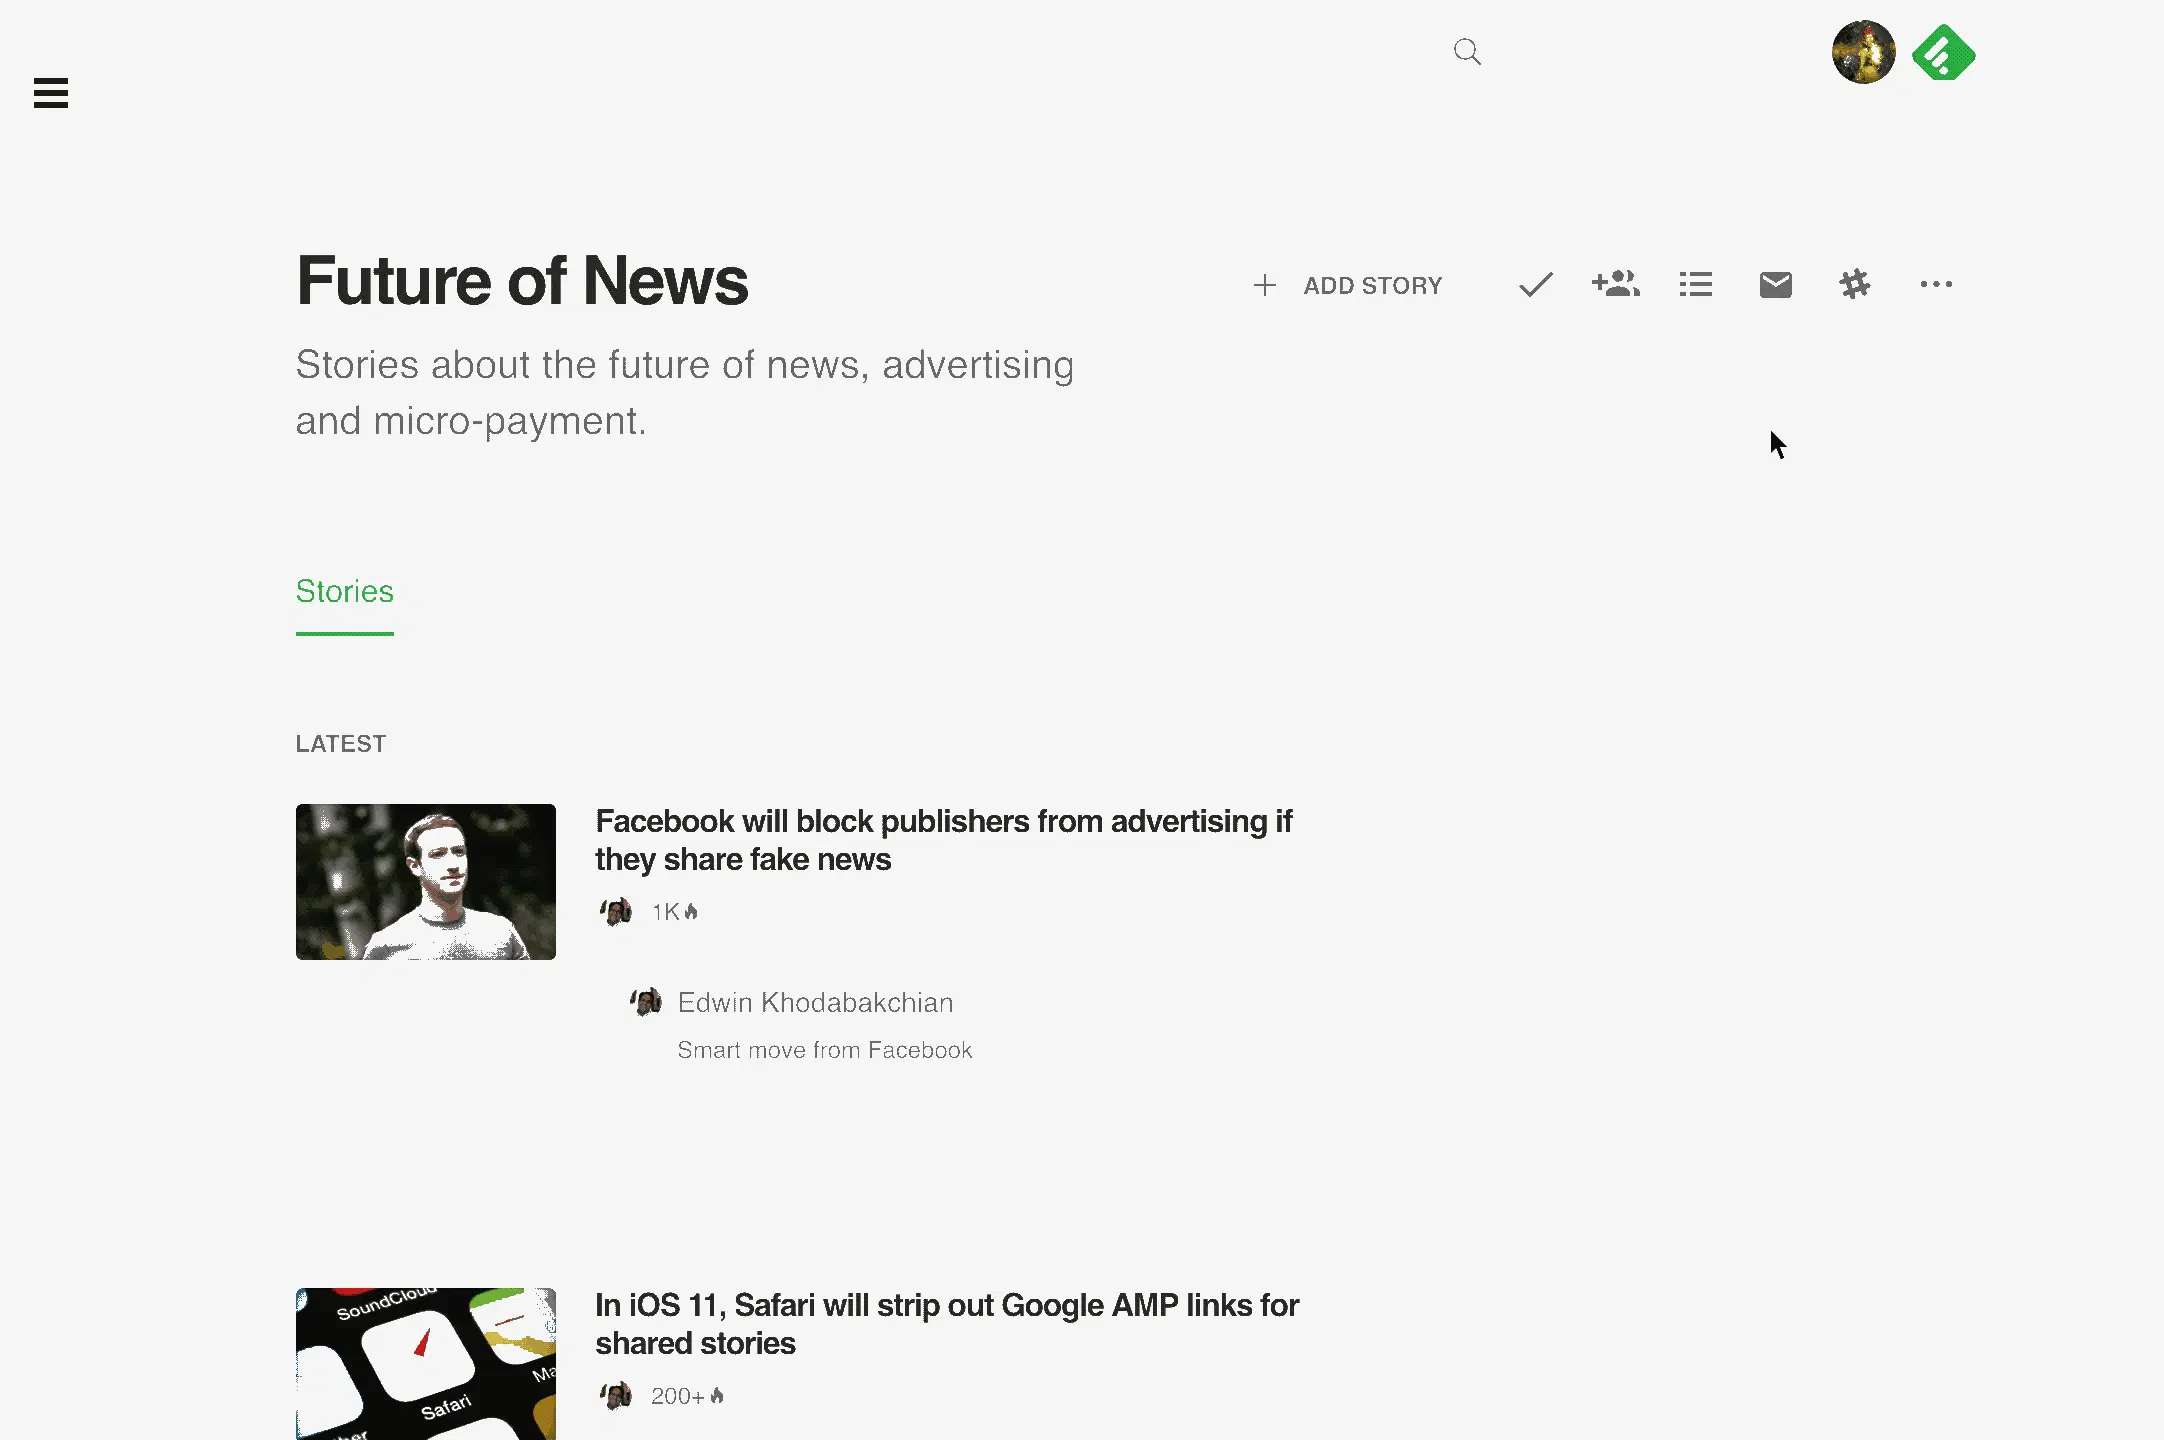 Future of News
ADD STORY
Stories about the future of news, advertising
and micro-payment.
Stories
LATEST
Facebook will block publishers from advertising if
they share fake news
1K
Edwin Khodabakchian
Smart move from Facebook
In iOS 11, Safari will strip out Google AMP links for
shared stories
200+
SoundCloud
Safari